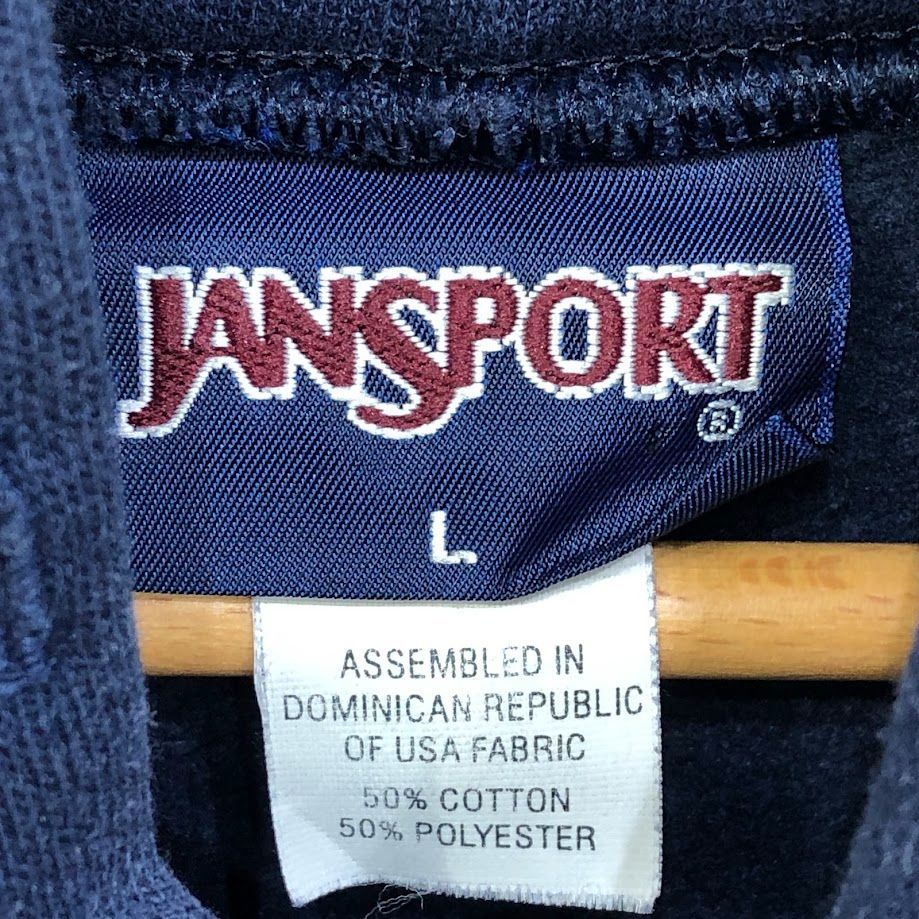 JANSPORT
®
L
ASSEMBLED IN
DOMINICAN REPUBLIC
OF USA FABRIC
50% COTTON
50% POLYESTER